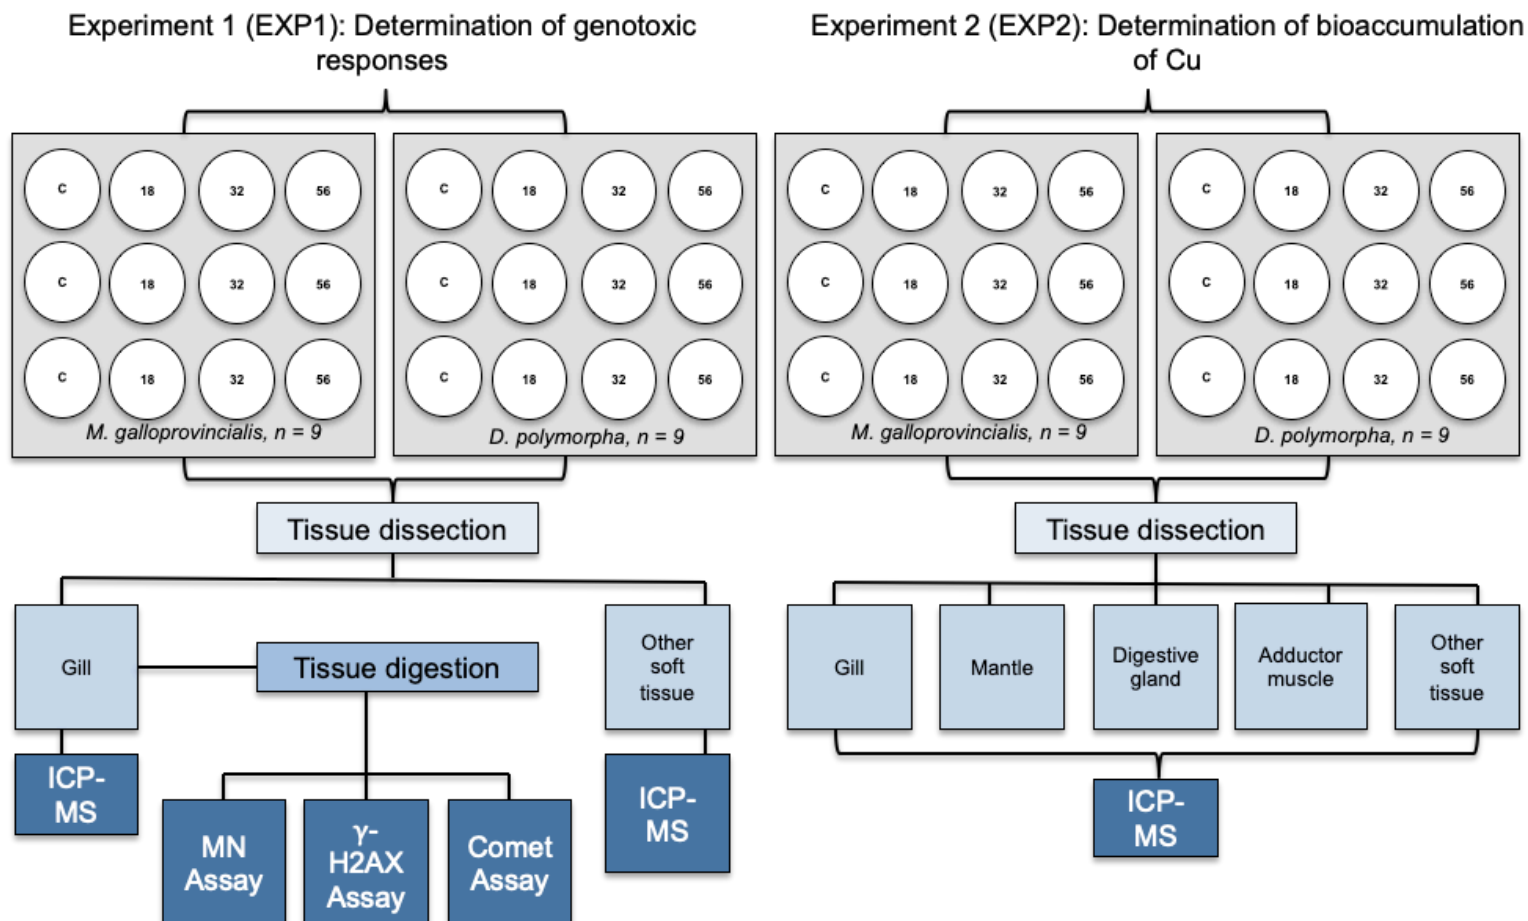 Experiment 1 (EXP1): Determination of genotoxic
responses
Experiment 2 (EXP2): Determination of bioaccumulation
of Cu
C 18 32 56
C 18 32 56
C 18 32 56
M. galloprovincialis, n = 9
C 18 32 56
C 18 32 56
C 18 32 56
D. polymorpha, n = 9
C 18 32 56
C 18 32 56
C 18 32 56
M. galloprovincialis, n = 9
C 18 32 56
C 18 32 56
C 18 32 56
D. polymorpha, n = 9
Tissue dissection
Gill
Tissue digestion
Other
soft
tissue
ICP-
MS
MN
Assay
γ-
H2AX
Assay
Comet
Assay
ICP-
MS
Tissue dissection
Gill
Mantle
Digestive
gland
Adductor
muscle
Other
soft
tissue
ICP-
MS